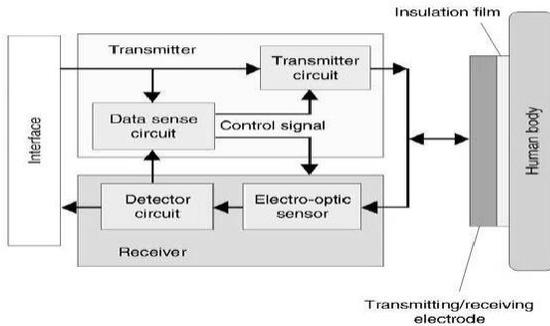 Insulation film
Transmitter
Transmitter
circuit
Data sense
circuit
Control signal
Interface
Human body
Detector
circuit
Electro-optic
sensor
Receiver
Transmitting/receiving
electrode